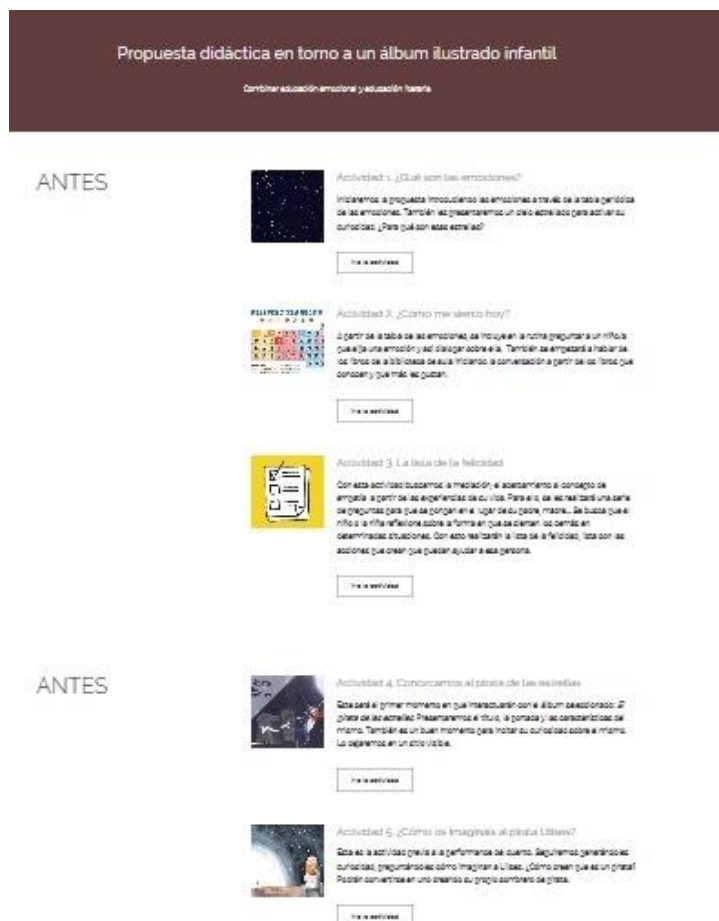 Propuesta didáctica en torno a un álbum ilustrado infantil
Combinar educación emocional y educación literaria
ANTES
Actividad 1. ¿Qué son las emociones?
Iniciaremos la propuesta introduciendo las emociones a través de la tabla periódica
de las emociones. También les presentaremos un cielo estrellado para activar su
curiosidad. ¿Para qué son esas estrellas?
Ir a la actividad
Actividad 2. ¿Cómo me siento hoy?
A partir de la tabla de las emociones, se incluye en la rutina preguntar a un niño/a
que elija una emoción y así dialogar sobre ella. También se empezará a hablar de
los libros de la biblioteca de aula iniciando la conversación a partir de los libros que
conocen y que más les gustan.
Ir a la actividad
Actividad 3. La lista de la felicidad
Con esta actividad buscamos la mediación, el acercamiento al concepto de
empatía a partir de las experiencias de su vida. Para ello, se les realizará una serie
de preguntas para que se pongan en el lugar de su padre, madre... Se busca que el
niño o la niña reflexione sobre la forma en que se sienten los demás en
determinadas situaciones. Con esto realizarán la lista de la felicidad, lista con las
acciones que crean que puedan ayudar a esa persona.
Ir a la actividad
ANTES
Actividad 4. Conozcamos al pirata de las estrellas
Este será el primer momento en que interactuarán con el álbum seleccionado: El
pirata de las estrellas. Presentaremos el título, la portada y las características del
mismo. También es un buen momento para incitar su curiosidad sobre el mismo.
Lo dejaremos en un sitio visible.
Ir a la actividad
Actividad 5. ¿Cómo os imagináis al pirata Ulises?
Esta es la actividad previa a la performance de cuento. Seguiremos generándoles
curiosidad, preguntándoles cómo imaginan a Ulises. ¿Cómo creen que es un pirata?
Podrán convertirse en uno creando su propio sombrero de pirata.
Ir a la actividad